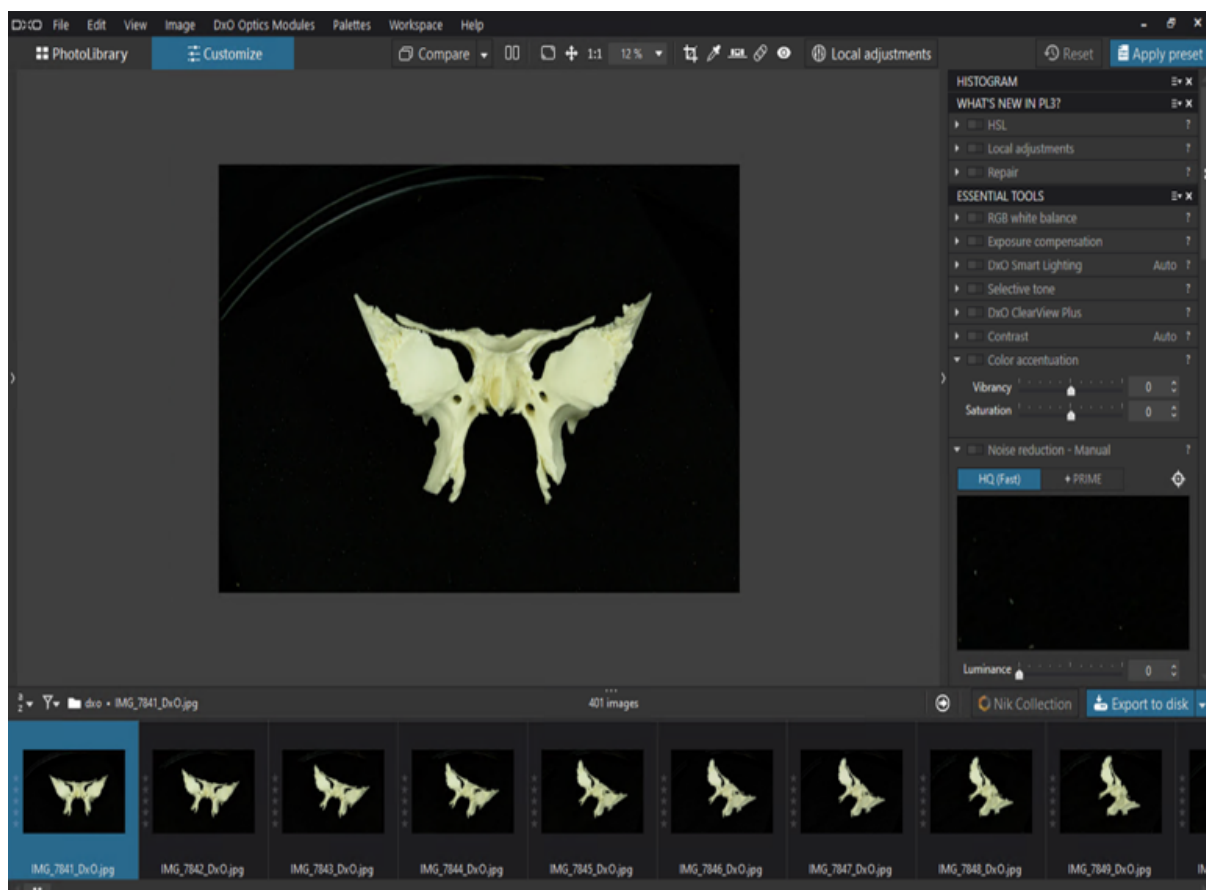 DXO File Edit View Image DxO Optics Modules Palettes Workspace Help
PhotoLibrary Customize Compare 1:1 12 % Local adjustments Reset Apply preset
HISTOGRAM
WHAT'S NEW IN PL3?
HSL ?
Local adjustments ?
Repair ?
ESSENTIAL TOOLS
RGB white balance ?
Exposure compensation ?
DxO Smart Lighting Auto ?
Selective tone ?
DxO ClearView Plus ?
Contrast Auto ?
Color accentuation ?
Vibrancy 0
Saturation 0
Noise reduction - Manual ?
HQ (Fast) + PRIME
Luminance 0
a z dxo • IMG_7841_DxO.jpg 401 images Nik Collection Export to disk
IMG_7841_DxO.jpg IMG_7842_DxO.jpg IMG_7843_DxO.jpg IMG_7844_DxO.jpg IMG_7845_DxO.jpg IMG_7846_DxO.jpg IMG_7847_DxO.jpg IMG_7848_DxO.jpg IMG_7849_DxO.jpg